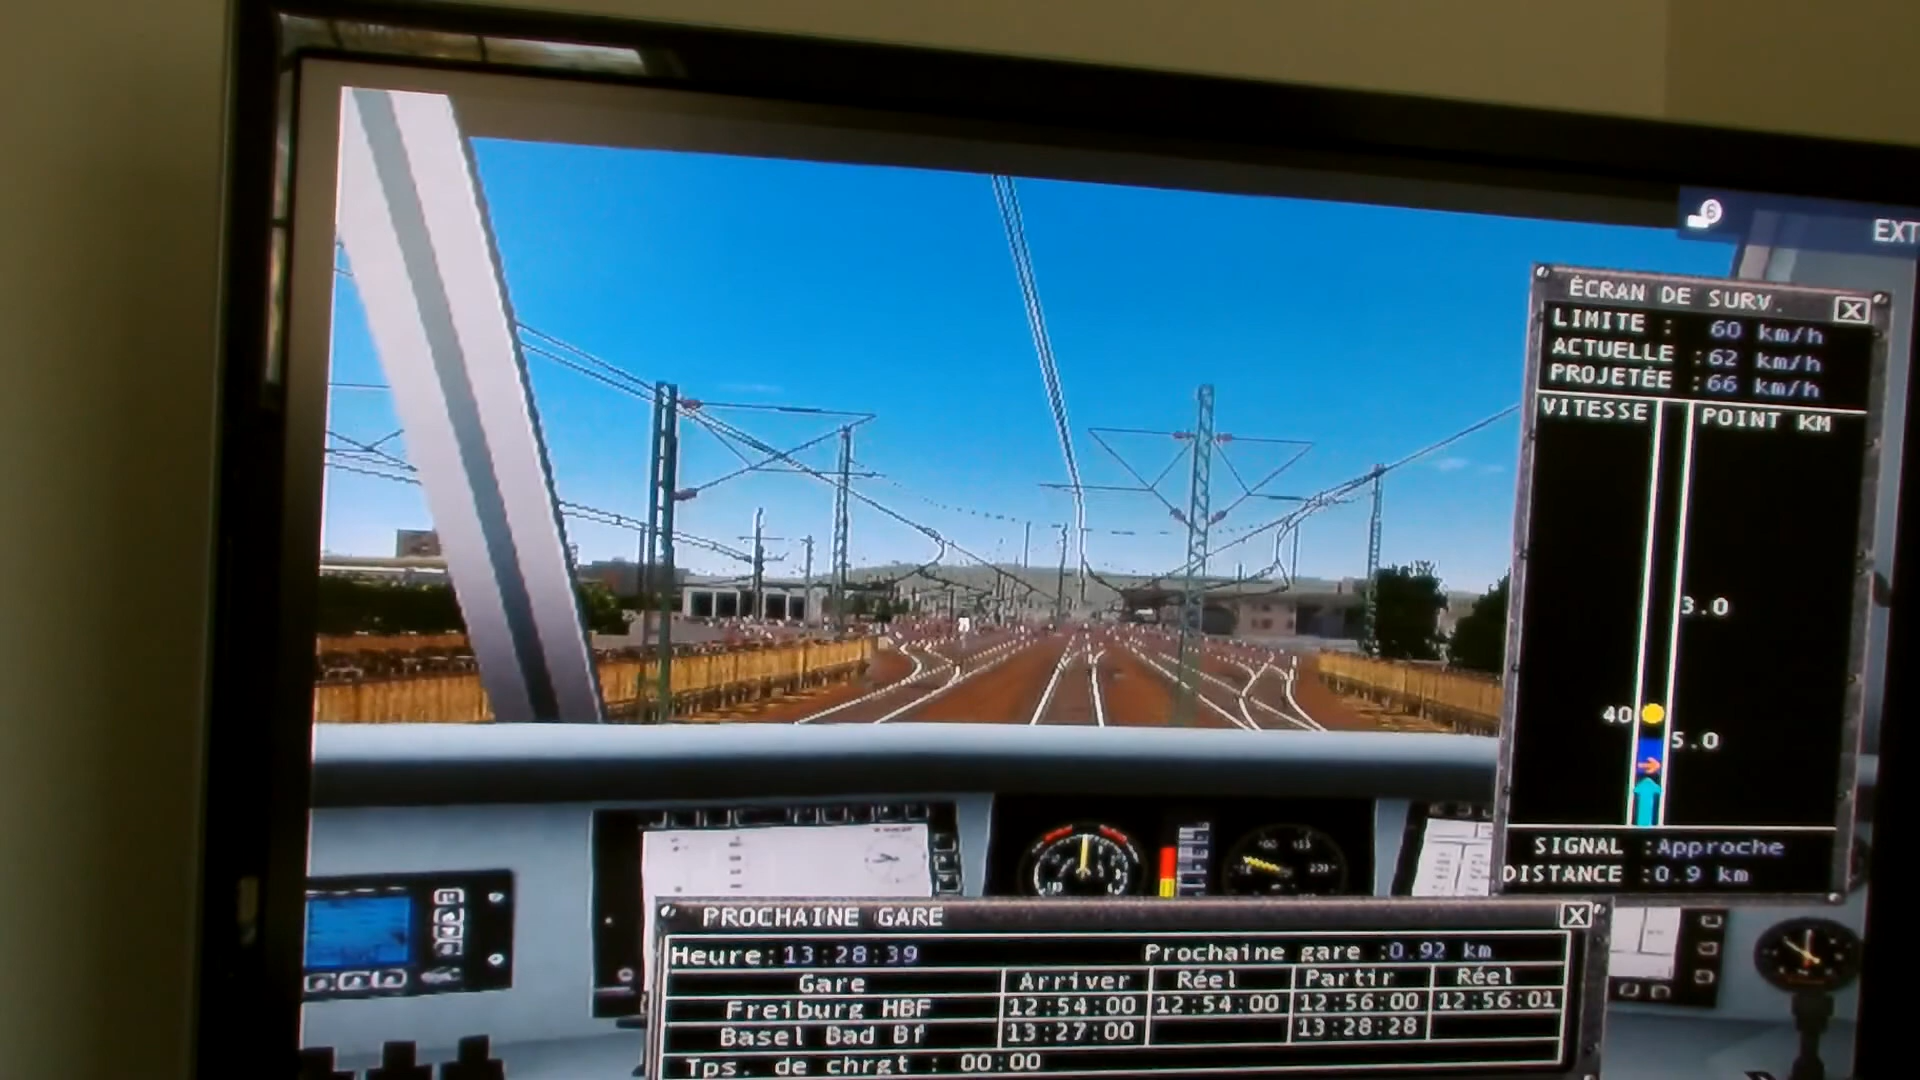 6
EXT
ÉCRAN DE SURV.
LIMITE : 60 km/h
ACTUELLE :62 km/h
PROJETÉE :66 km/h
VITESSE POINT KM
3.0
40
5.0
SIGNAL :Approche
DISTANCE :0.9 km
PROCHAINE GARE
Heure:13:28:39 Prochaine gare :0.92 km
Gare Arriver Réel Partir Réel
Freiburg HBF 12:54:00 12:54:00 12:56:00 12:56:01
Basel Bad Bf 13:27:00 13:28:28
Tps. de chrgt : 00:00